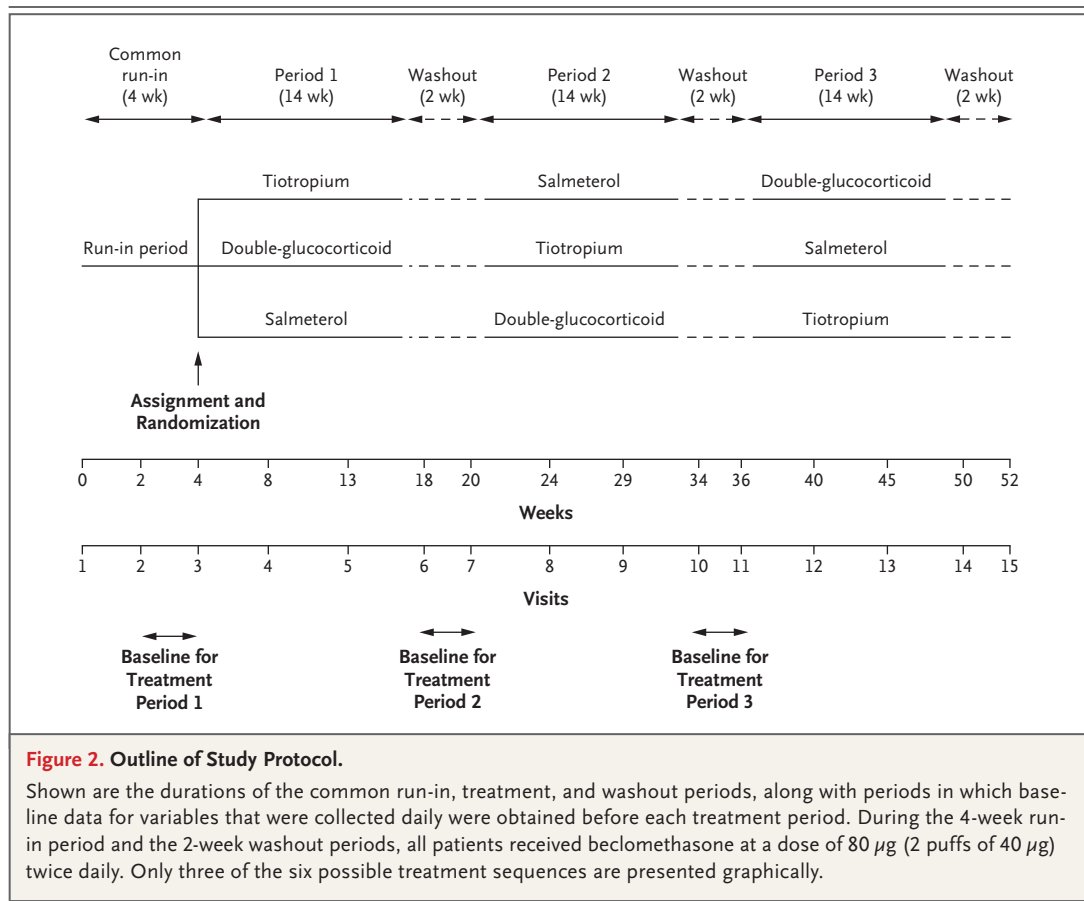 Common
run-in
(4 wk)
Period 1
(14 wk)
Washout
(2 wk)
Period 2
(14 wk)
Washout
(2 wk)
Period 3
(14 wk)
Washout
(2 wk)
Tiotropium
Salmeterol
Double-glucocorticoid
Run-in period
Double-glucocorticoid
Tiotropium
Salmeterol
Salmeterol
Double-glucocorticoid
Tiotropium
Assignment and
Randomization
0 2 4 8 13 18 20 24 29 34 36 40 45 50 52
Weeks
1 2 3 4 5 6 7 8 9 10 11 12 13 14 15
Visits
Baseline for
Treatment
Period 1
Baseline for
Treatment
Period 2
Baseline for
Treatment
Period 3
Figure 2. Outline of Study Protocol.
Shown are the durations of the common run-in, treatment, and washout periods, along with periods in which base-
line data for variables that were collected daily were obtained before each treatment period. During the 4-week run-
in period and the 2-week washout periods, all patients received beclomethasone at a dose of 80 µg (2 puffs of 40 µg)
twice daily. Only three of the six possible treatment sequences are presented graphically.